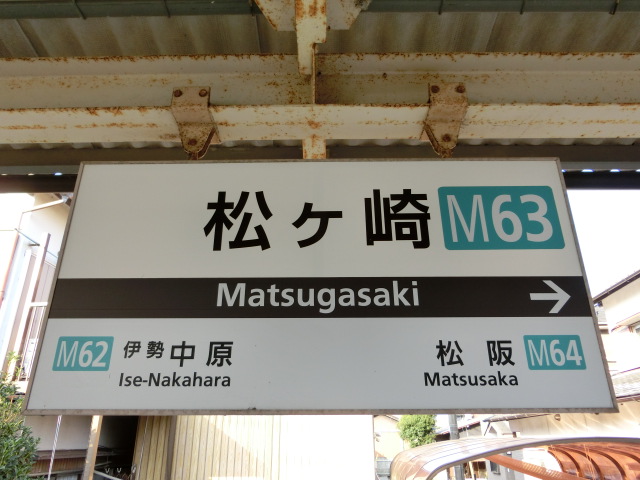 松ヶ崎 M63
Matsugasaki →
M62 伊勢中原
Ise-Nakahara
松阪 M64
Matsusaka